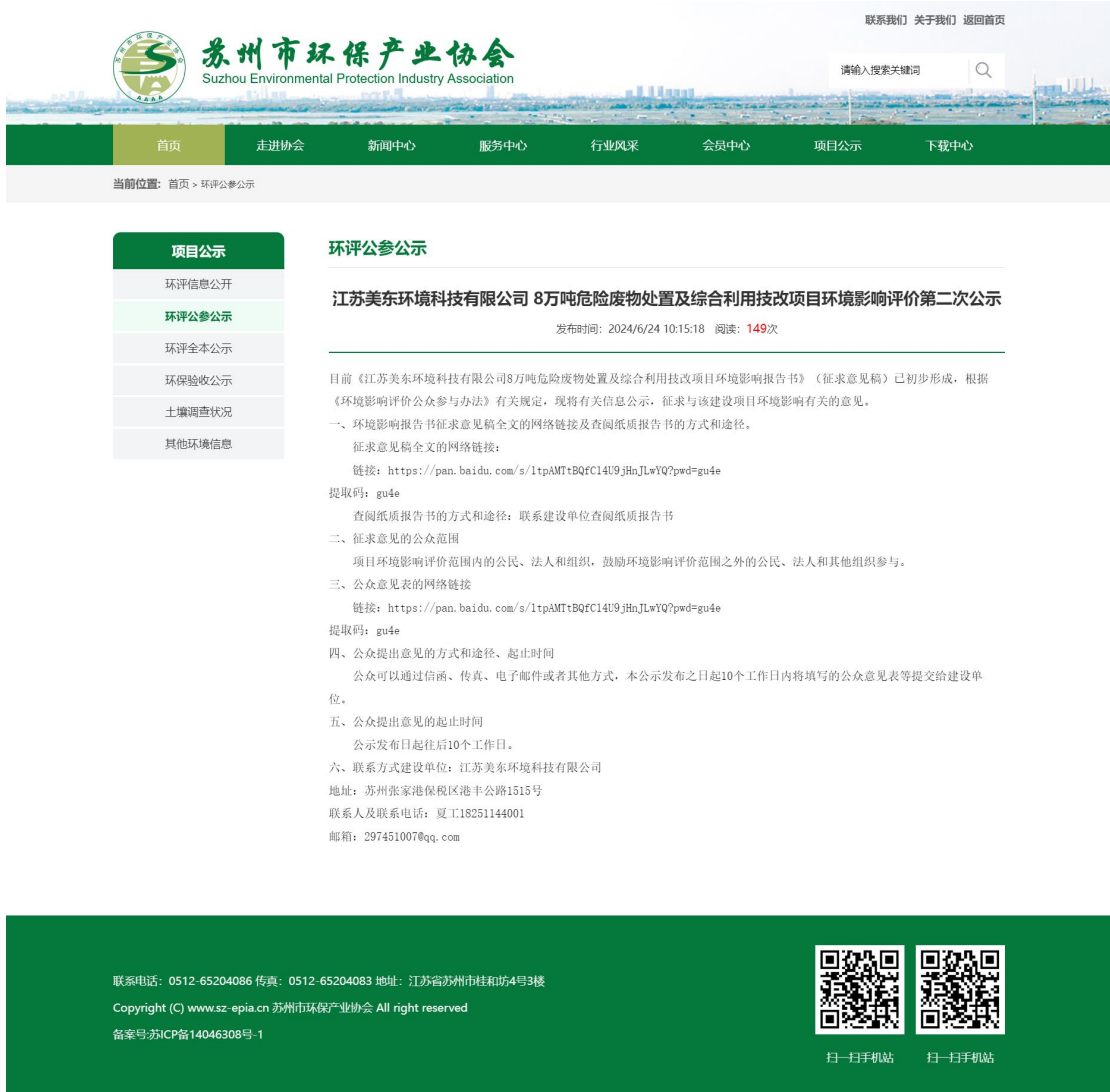 联系我们 关于我们 返回首页
苏州市环保产业协会
Suzhou Environmental Protection Industry Association
请输入搜索关键词
首页 走进协会 新闻中心 服务中心 行业风采 会员中心 项目公示 下载中心
当前位置: 首页 > 环评公参公示
项目公示
环评信息公开
环评公参公示
环评全本公示
环保验收公示
土壤调查状况
其他环境信息
环评公参公示
江苏美东环境科技有限公司 8万吨危险废物处置及综合利用技改项目环境影响评价第二次公示
发布时间：2024/6/24 10:15:18 阅读：149次
目前《江苏美东环境科技有限公司8万吨危险废物处置及综合利用技改项目环境影响报告书》（征求意见稿）已初步形成，根据
《环境影响评价公众参与办法》有关规定，现将有关信息公示，征求与该建设项目环境影响有关的意见。
一、环境影响报告书征求意见稿全文的网络链接及查阅纸质报告书的方式和途径。
征求意见稿全文的网络链接：
链接：https://pan.baidu.com/s/1tpAMTtBQfC14U9jHnJLwYQ?pwd=gu4e
提取码：gu4e
查阅纸质报告书的方式和途径：联系建设单位查阅纸质报告书
二、征求意见的公众范围
项目环境影响评价范围内的公民、法人和组织，鼓励环境影响评价范围之外的公民、法人和其他组织参与。
三、公众意见表的网络链接
链接：https://pan.baidu.com/s/1tpAMTtBQfC14U9jHnJLwYQ?pwd=gu4e
提取码：gu4e
四、公众提出意见的方式和途径、起止时间
公众可以通过信函、传真、电子邮件或者其他方式，本公示发布之日起10个工作日内将填写的公众意见表等提交给建设单
位。
五、公众提出意见的起止时间
公示发布日起往后10个工作日。
六、联系方式建设单位：江苏美东环境科技有限公司
地址：苏州张家港保税区港丰公路1515号
联系人及联系电话：夏工18251144001
邮箱：297451007@qq.com
联系电话：0512-65204086 传真：0512-65204083 地址：江苏省苏州市桂和坊4号3楼
Copyright (C) www.sz-epia.cn 苏州市环保产业协会 All right reserved
备案号:苏ICP备14046308号-1
扫一扫手机站 扫一扫手机站